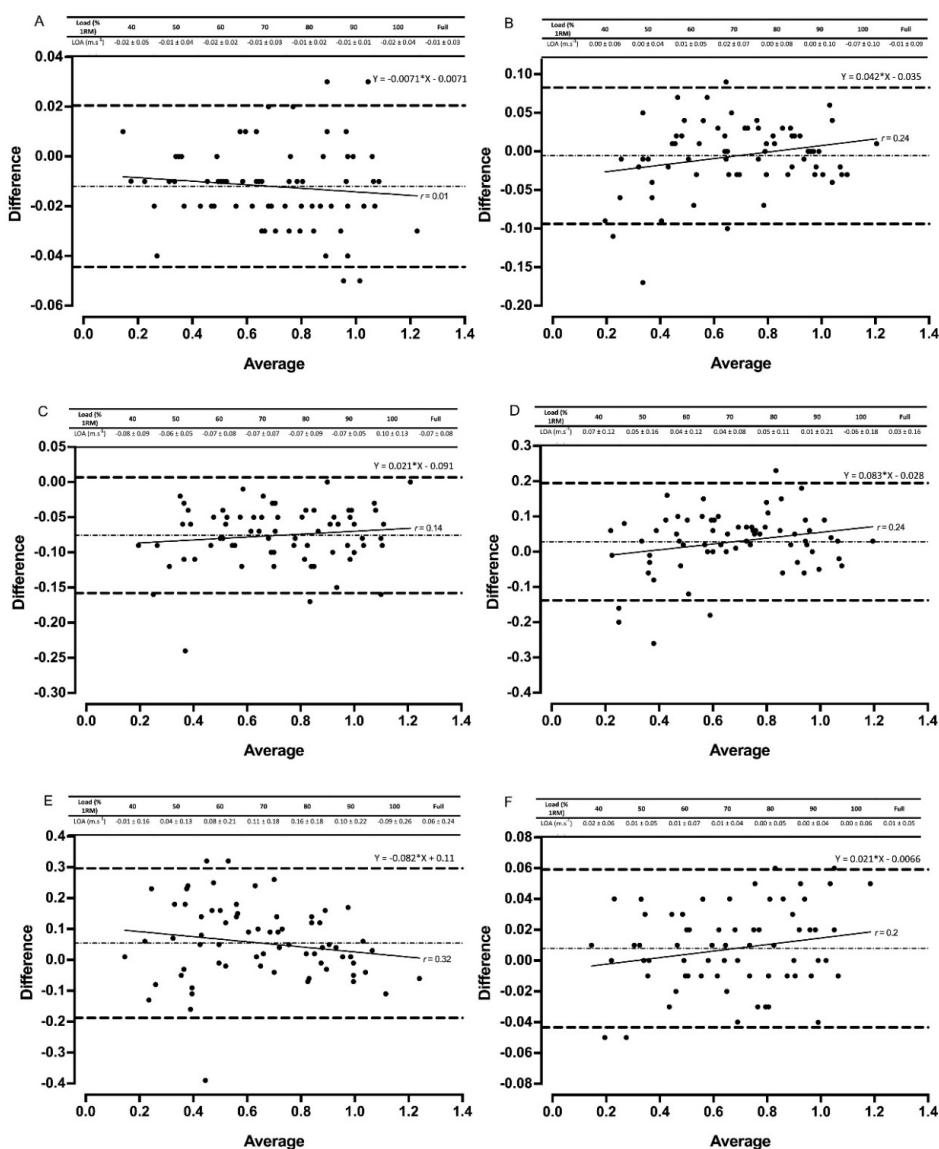 A
Load (% 1RM) 40 50 60 70 80 90 100 Full
LOA (m.s-1) -0.02 ± 0.05 -0.01 ± 0.04 -0.02 ± 0.02 -0.01 ± 0.03 -0.01 ± 0.02 -0.01 ± 0.01 -0.02 ± 0.04 -0.01 ± 0.03
Y = -0.0071*X - 0.0071
r = 0.01
Difference
0.04
0.02
0.00
-0.02
-0.04
-0.06
0.0 0.2 0.4 0.6 0.8 1.0 1.2 1.4
Average
B
Load (% 1RM) 40 50 60 70 80 90 100 Full
LOA (m.s-1) 0.00 ± 0.06 0.00 ± 0.04 0.01 ± 0.05 0.02 ± 0.07 0.00 ± 0.08 0.00 ± 0.10 -0.07 ± 0.10 -0.01 ± 0.09
Y = 0.042*X - 0.035
r = 0.24
Difference
0.10
0.05
0.00
-0.05
-0.10
-0.15
-0.20
0.0 0.2 0.4 0.6 0.8 1.0 1.2 1.4
Average
C
Load (% 1RM) 40 50 60 70 80 90 100 Full
LOA (m.s-1) -0.08 ± 0.09 -0.06 ± 0.05 -0.07 ± 0.08 -0.07 ± 0.07 -0.07 ± 0.09 -0.07 ± 0.05 0.10 ± 0.13 -0.07 ± 0.08
Y = 0.021*X - 0.091
r = 0.14
Difference
0.05
0.00
-0.05
-0.10
-0.15
-0.20
-0.25
-0.30
0.0 0.2 0.4 0.6 0.8 1.0 1.2 1.4
Average
D
Load (% 1RM) 40 50 60 70 80 90 100 Full
LOA (m.s-1) 0.07 ± 0.12 0.05 ± 0.16 0.04 ± 0.12 0.04 ± 0.08 0.05 ± 0.11 0.01 ± 0.21 -0.06 ± 0.18 0.03 ± 0.16
Y = 0.083*X - 0.028
r = 0.24
Difference
0.3
0.2
0.1
0.0
-0.1
-0.2
-0.3
-0.4
0.0 0.2 0.4 0.6 0.8 1.0 1.2 1.4
Average
E
Load (% 1RM) 40 50 60 70 80 90 100 Full
LOA (m.s-1) -0.01 ± 0.16 0.04 ± 0.13 0.08 ± 0.21 0.11 ± 0.18 0.16 ± 0.18 0.10 ± 0.22 -0.09 ± 0.26 0.06 ± 0.24
Y = -0.082*X + 0.11
r = 0.32
Difference
0.4
0.3
0.2
0.1
0.0
-0.1
-0.2
-0.3
-0.4
0.0 0.2 0.4 0.6 0.8 1.0 1.2 1.4
Average
F
Load (% 1RM) 40 50 60 70 80 90 100 Full
LOA (m.s-1) 0.02 ± 0.06 0.01 ± 0.05 0.01 ± 0.07 0.01 ± 0.04 0.00 ± 0.05 0.00 ± 0.04 0.00 ± 0.06 0.01 ± 0.05
Y = 0.021*X - 0.0066
r = 0.2
Difference
0.08
0.06
0.04
0.02
0.00
-0.02
-0.04
-0.06
-0.08
0.0 0.2 0.4 0.6 0.8 1.0 1.2 1.4
Average